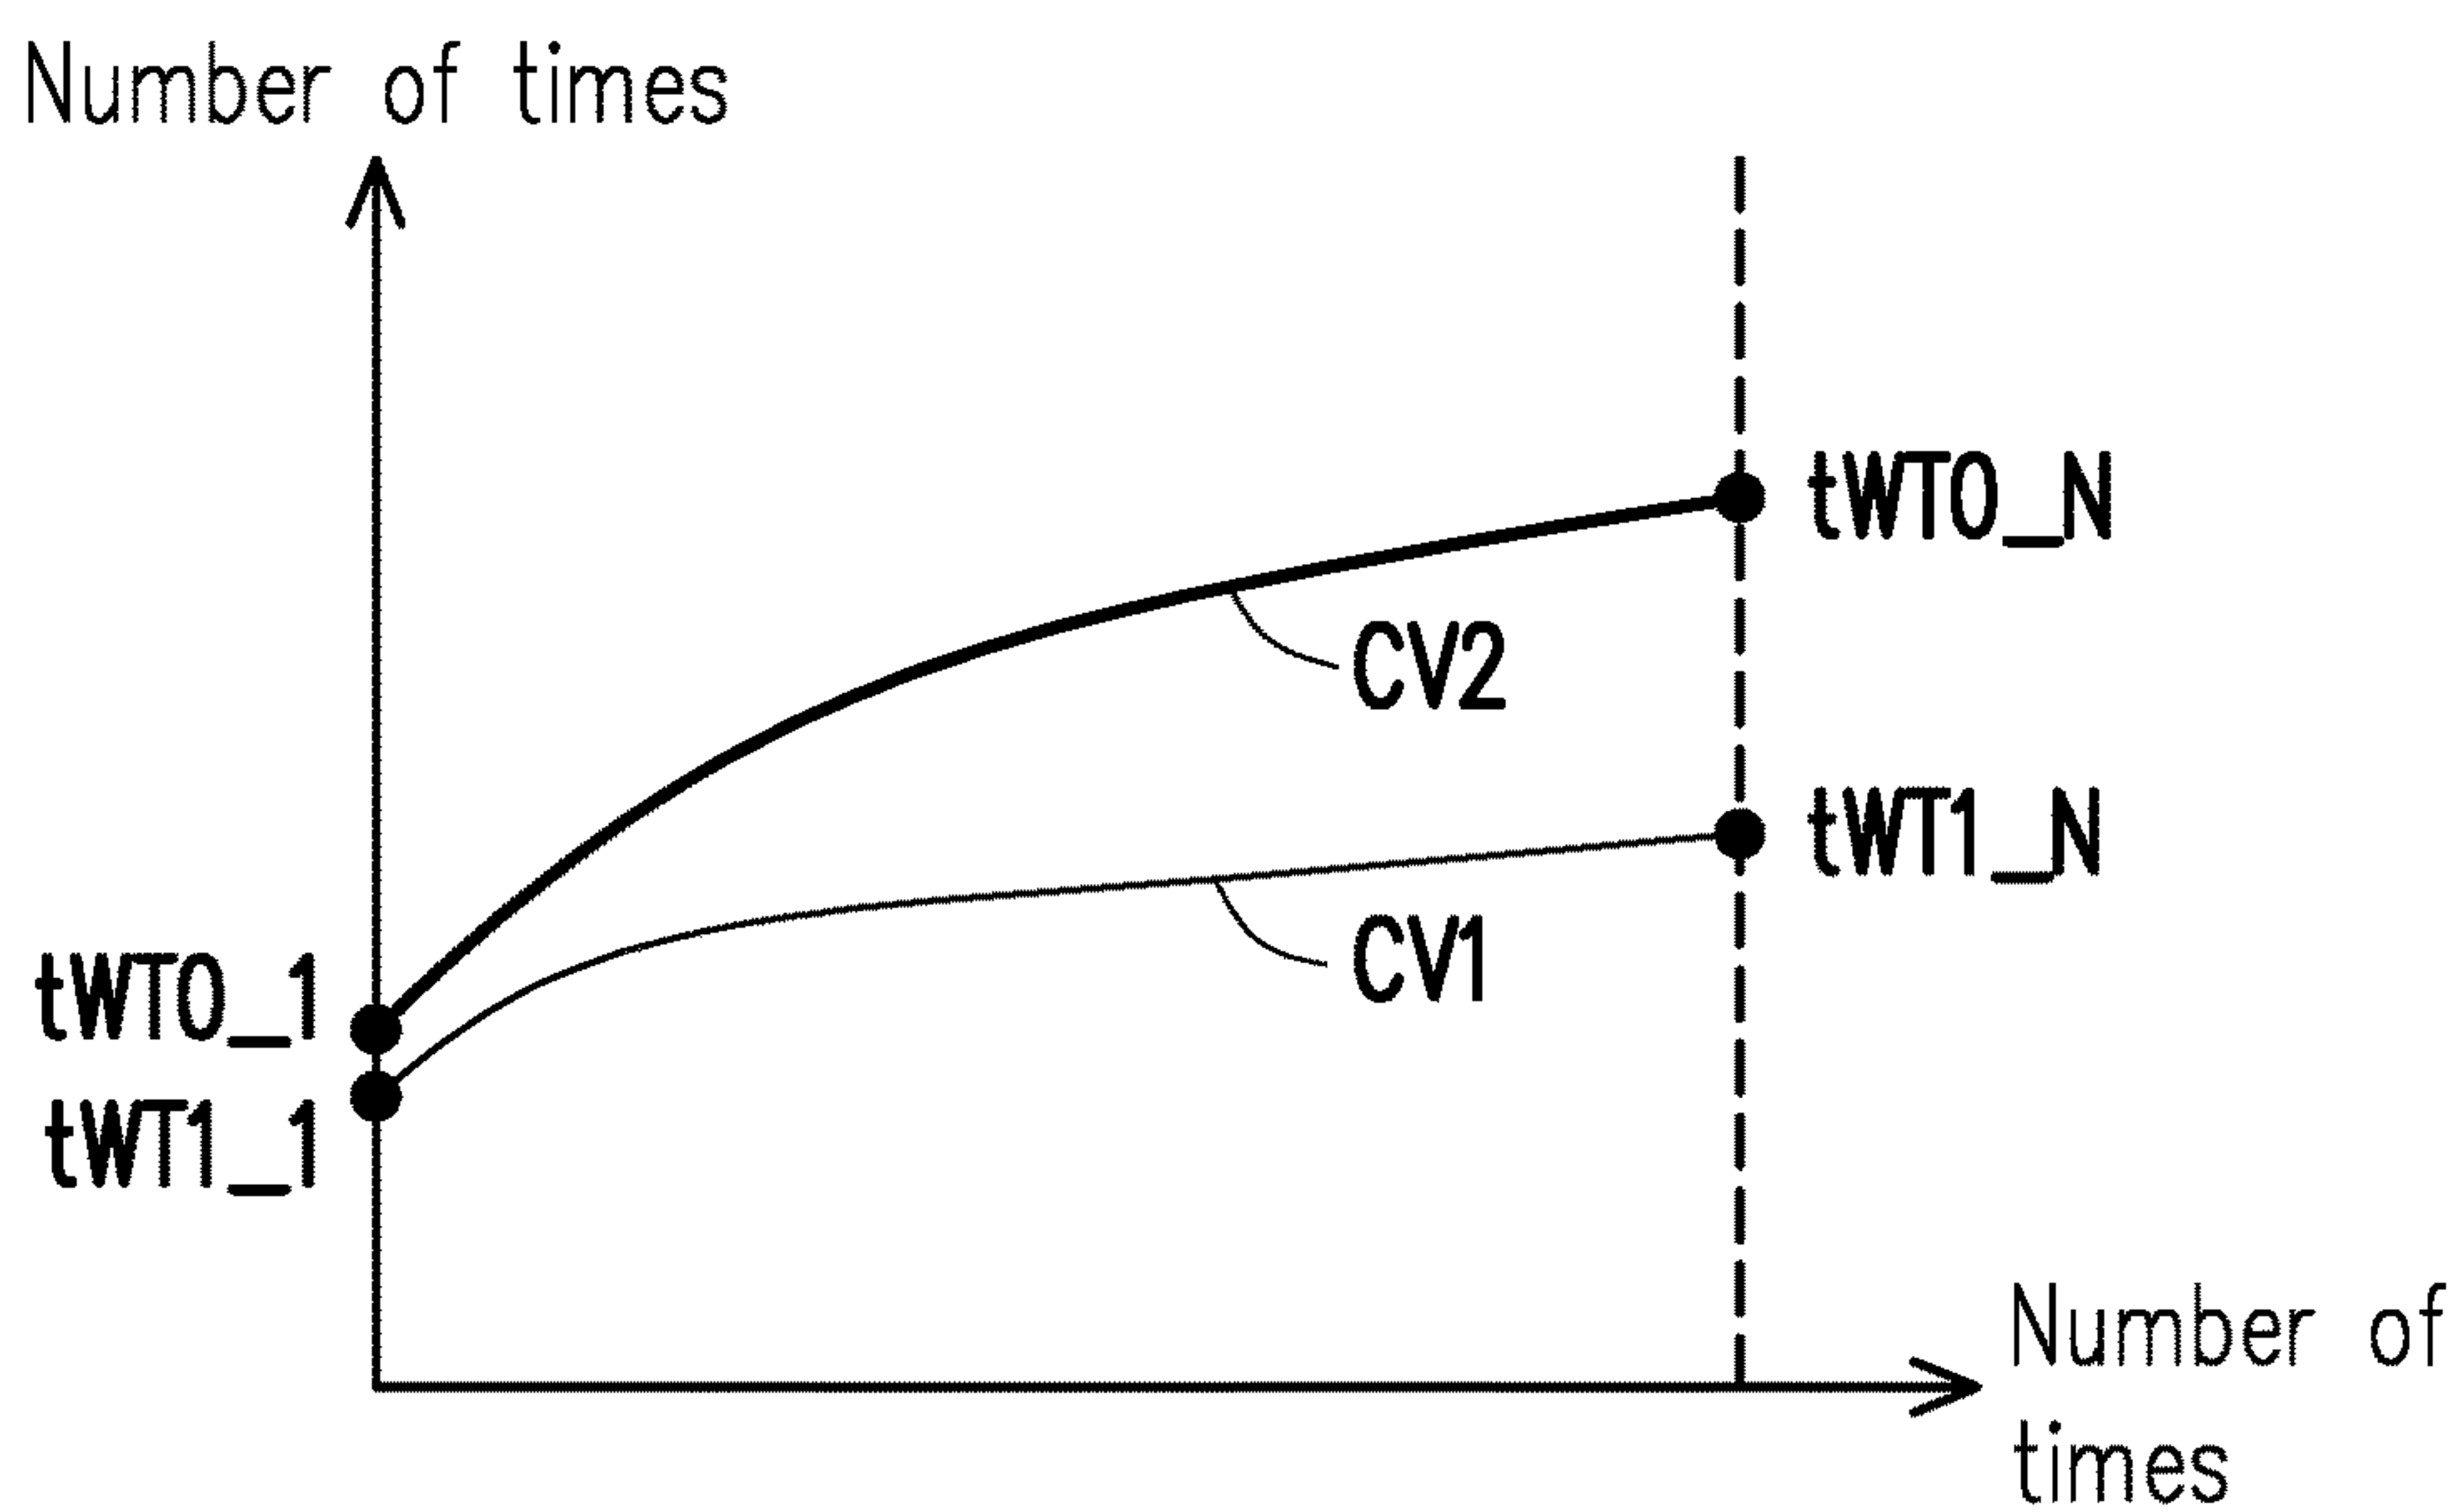 Number of times
tWT0_N
CV2
tWT1_N
CV1
tWT0_1
tWT1_1
Number of
times